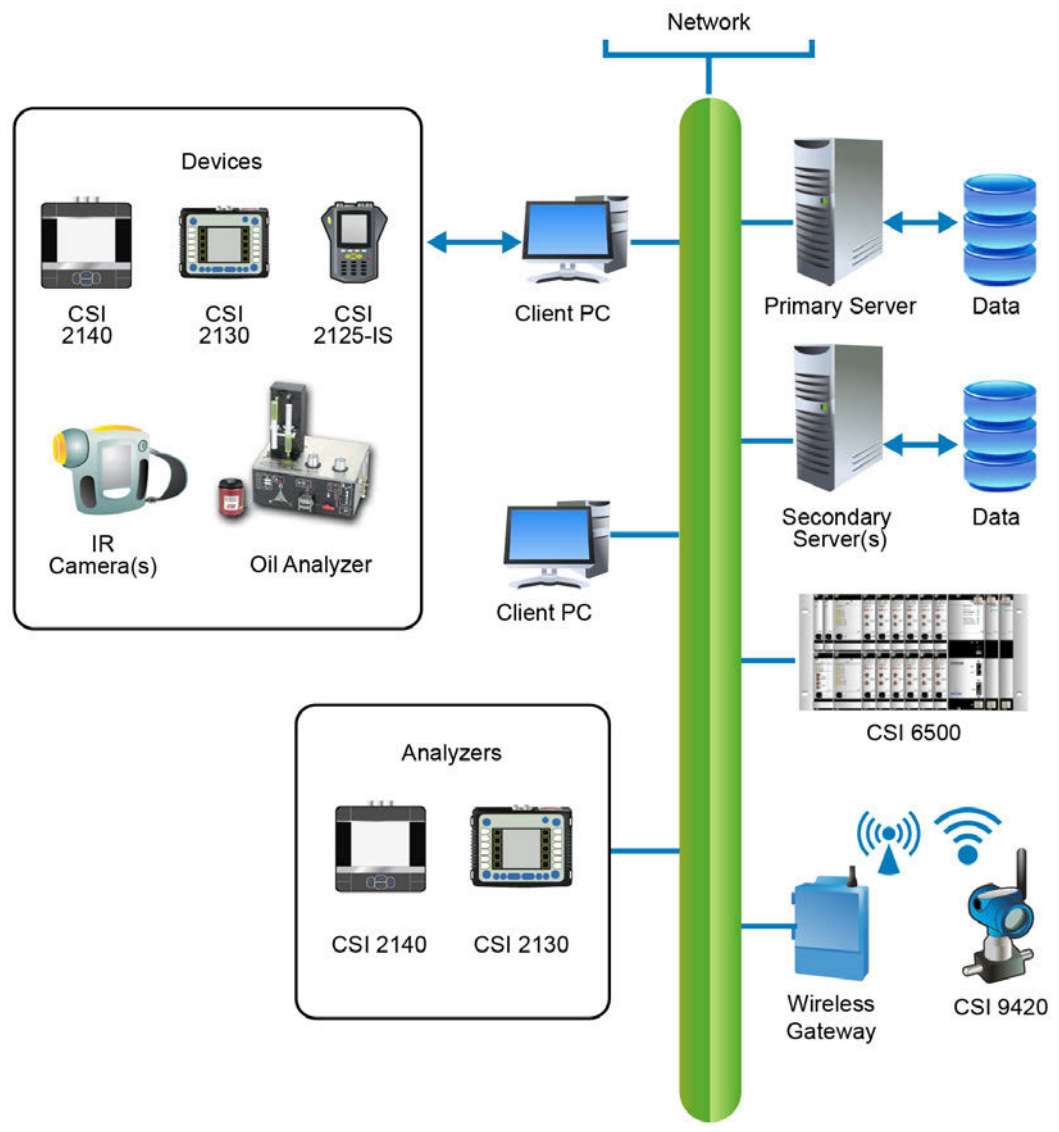 Network
Devices
CSI
2140
CSI
2130
CSI
2125-IS
IR
Camera(s)
Oil Analyzer
Client PC
Client PC
Primary Server
Data
Secondary
Server(s)
Data
CSI 6500
Analyzers
CSI 2140
CSI 2130
Wireless
Gateway
CSI 9420